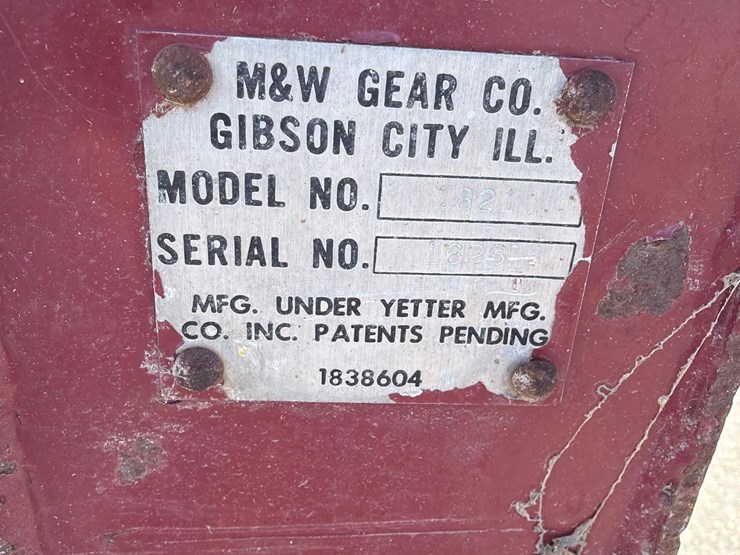 M&W GEAR CO.
GIBSON CITY ILL.
MODEL NO.
SERIAL NO.
MFG. UNDER YETTER MFG.
CO. INC. PATENTS PENDING
1838604